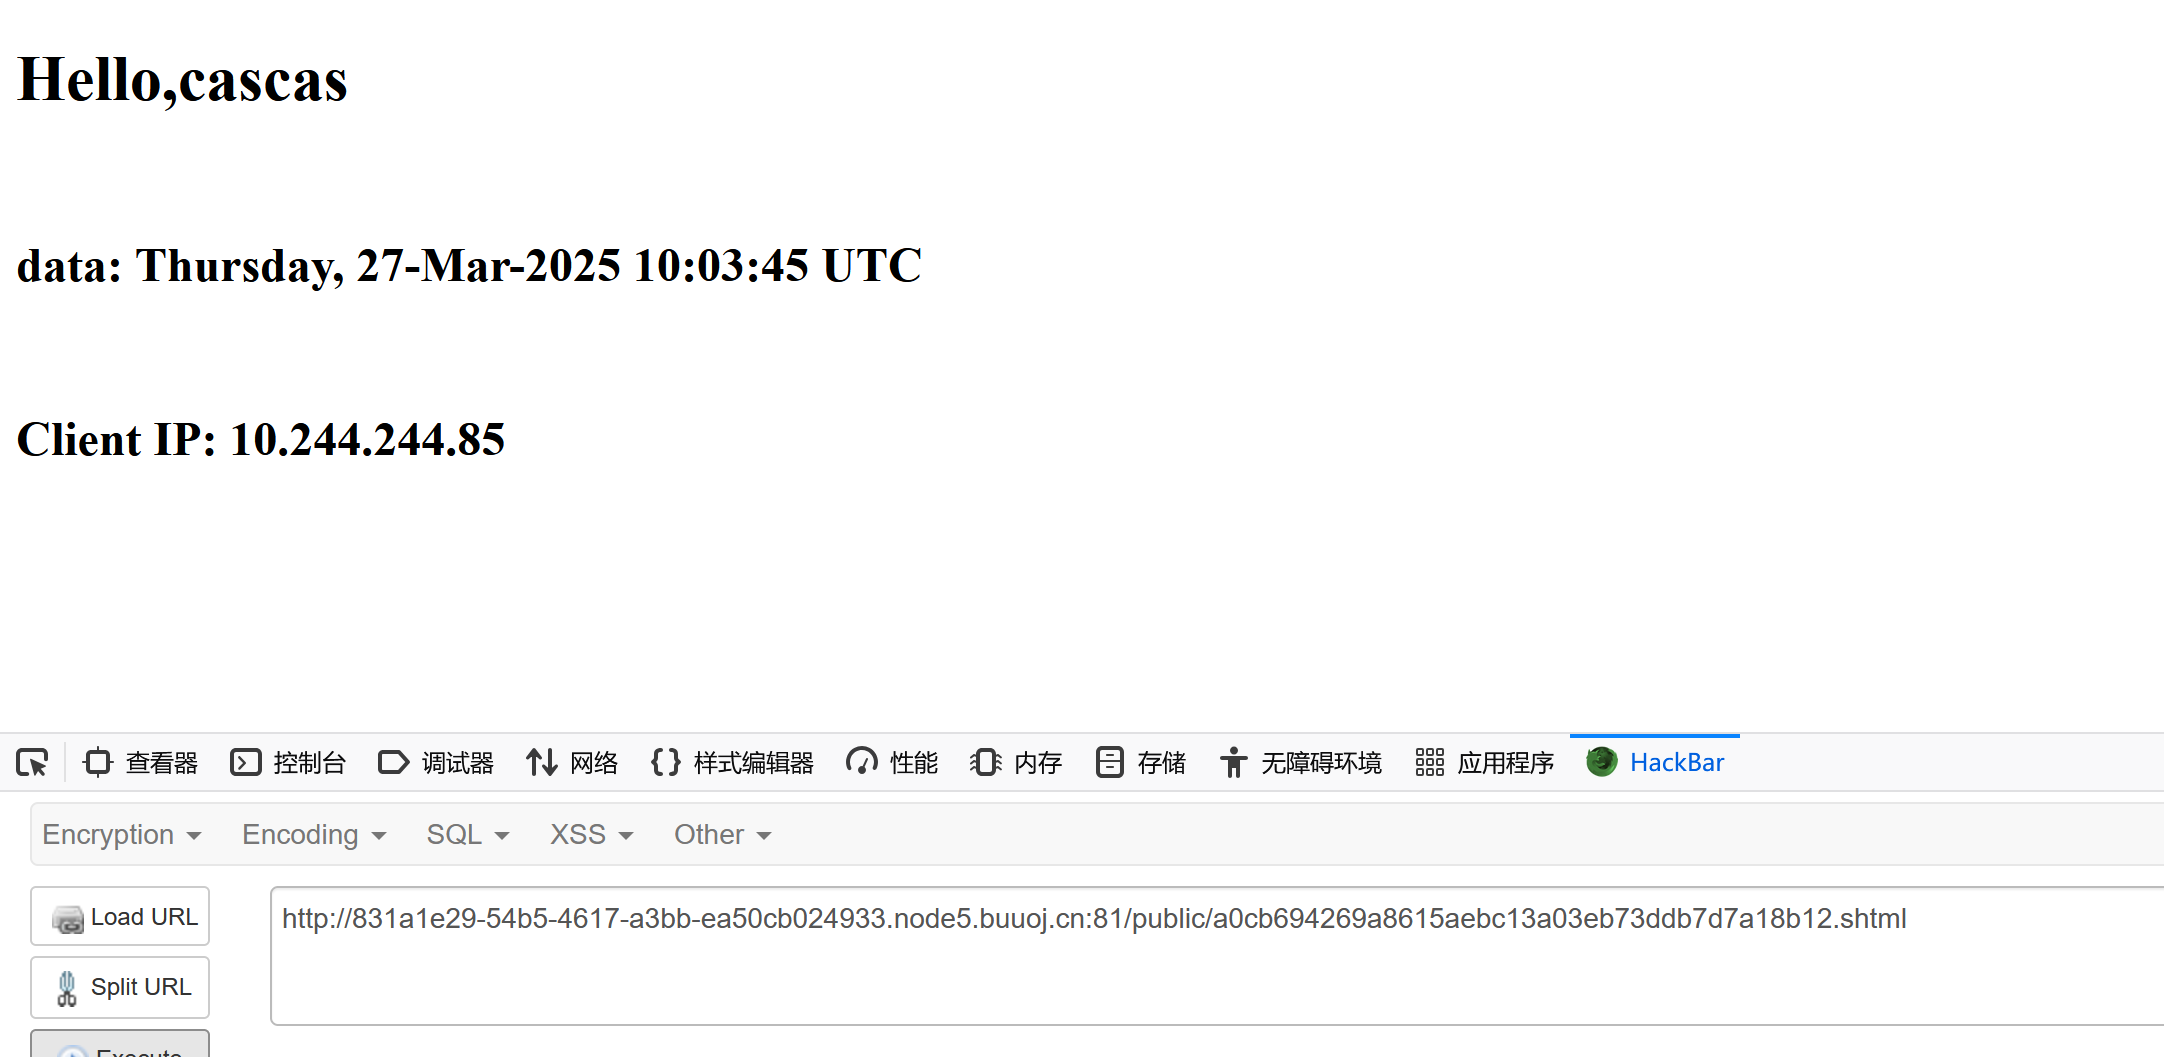 Hello,cascas
data: Thursday, 27-Mar-2025 10:03:45 UTC
Client IP: 10.244.244.85
查看器 控制台 调试器 网络 {} 样式编辑器 性能 内存 存储 无障碍环境 应用程序 HackBar
Encryption Encoding SQL XSS Other
Load URL http://831a1e29-54b5-4617-a3bb-ea50cb024933.node5.buuoj.cn:81/public/a0cb694269a8615aebc13a03eb73ddb7d7a18b12.shtml
Split URL
Execute